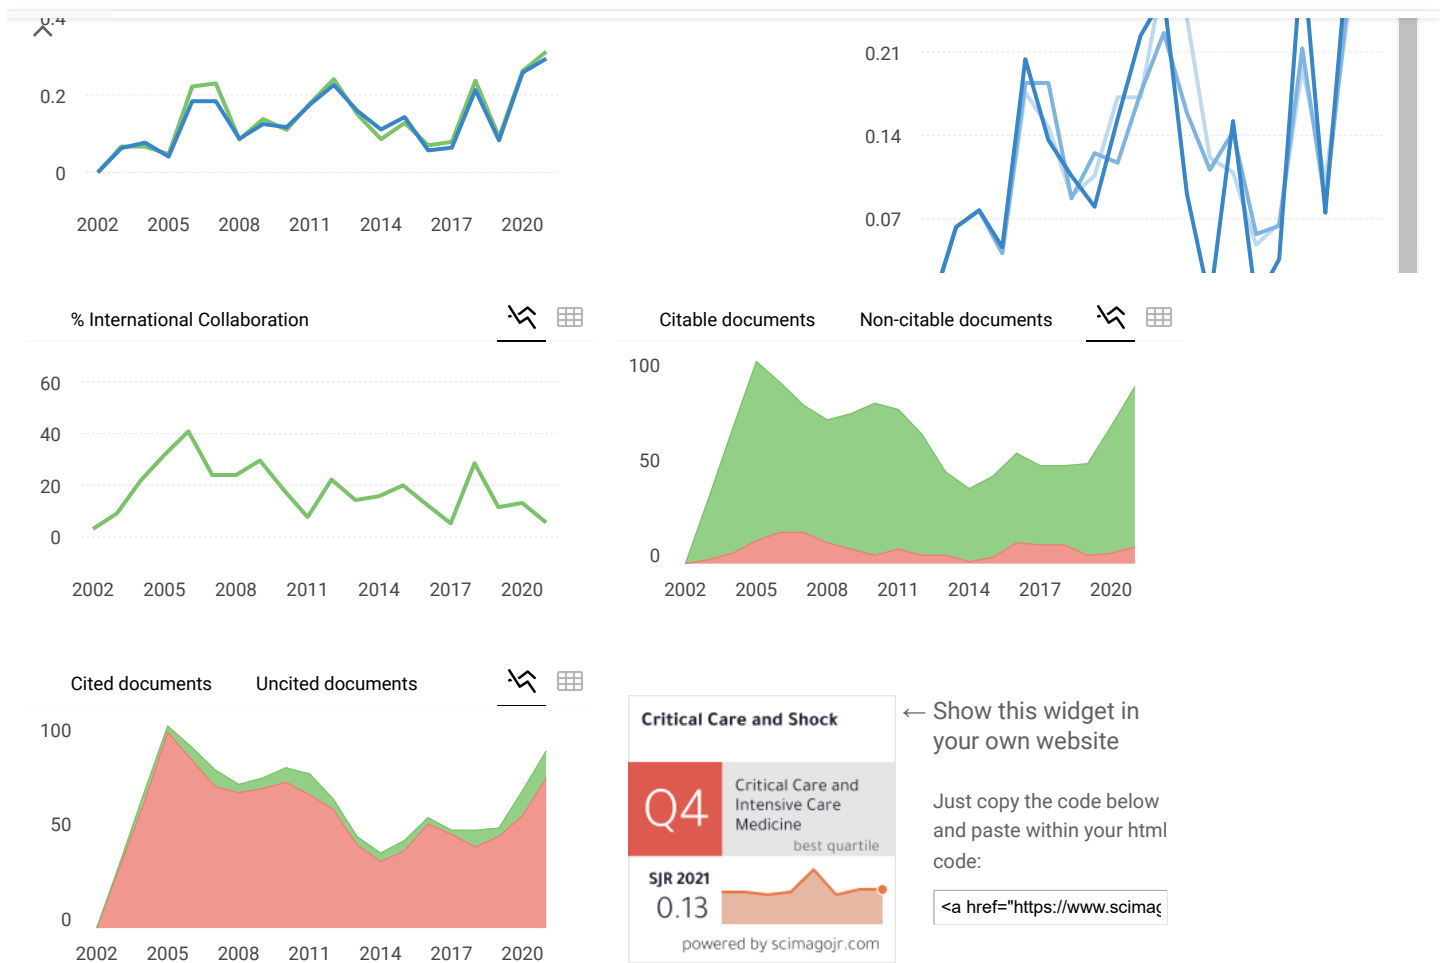 0.4
0.2
0
2002 2005 2008 2011 2014 2017 2020
0.21
0.14
0.07
% International Collaboration
60
40
20
0
2002 2005 2008 2011 2014 2017 2020
Citable documents Non-citable documents
100
50
0
2002 2005 2008 2011 2014 2017 2020
Cited documents Uncited documents
100
50
0
2002 2005 2008 2011 2014 2017 2020
Critical Care and Shock
Q4
Critical Care and
Intensive Care
Medicine
best quartile
SJR 2021
0.13
powered by scimagojr.com
← Show this widget in
your own website
Just copy the code below
and paste within your html
code:
<a href="https://www.scimag